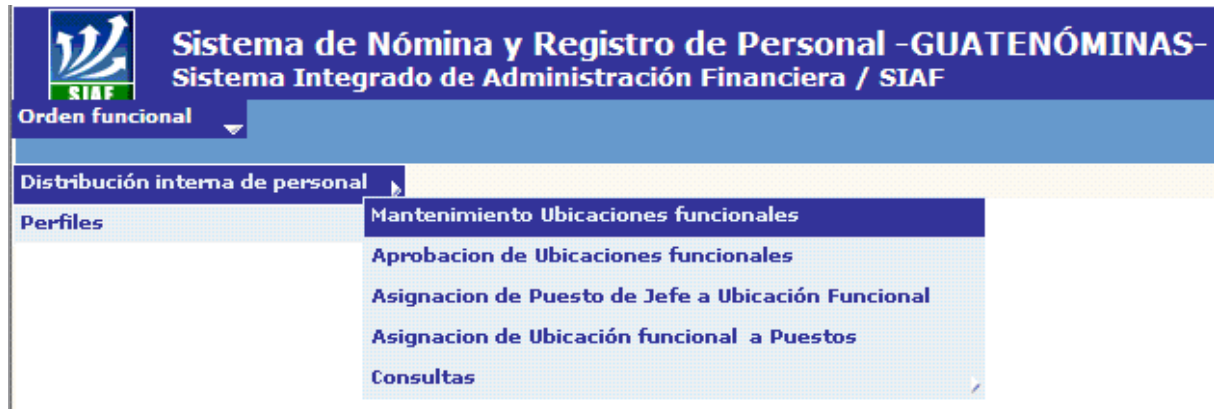 Sistema de Nómina y Registro de Personal -GUATENÓMINAS-
SIAF
Sistema Integrado de Administración Financiera / SIAF
Orden funcional
Distribución interna de personal
Perfiles
Mantenimiento Ubicaciones funcionales
Aprobacion de Ubicaciones funcionales
Asignacion de Puesto de Jefe a Ubicación Funcional
Asignacion de Ubicación funcional a Puestos
Consultas